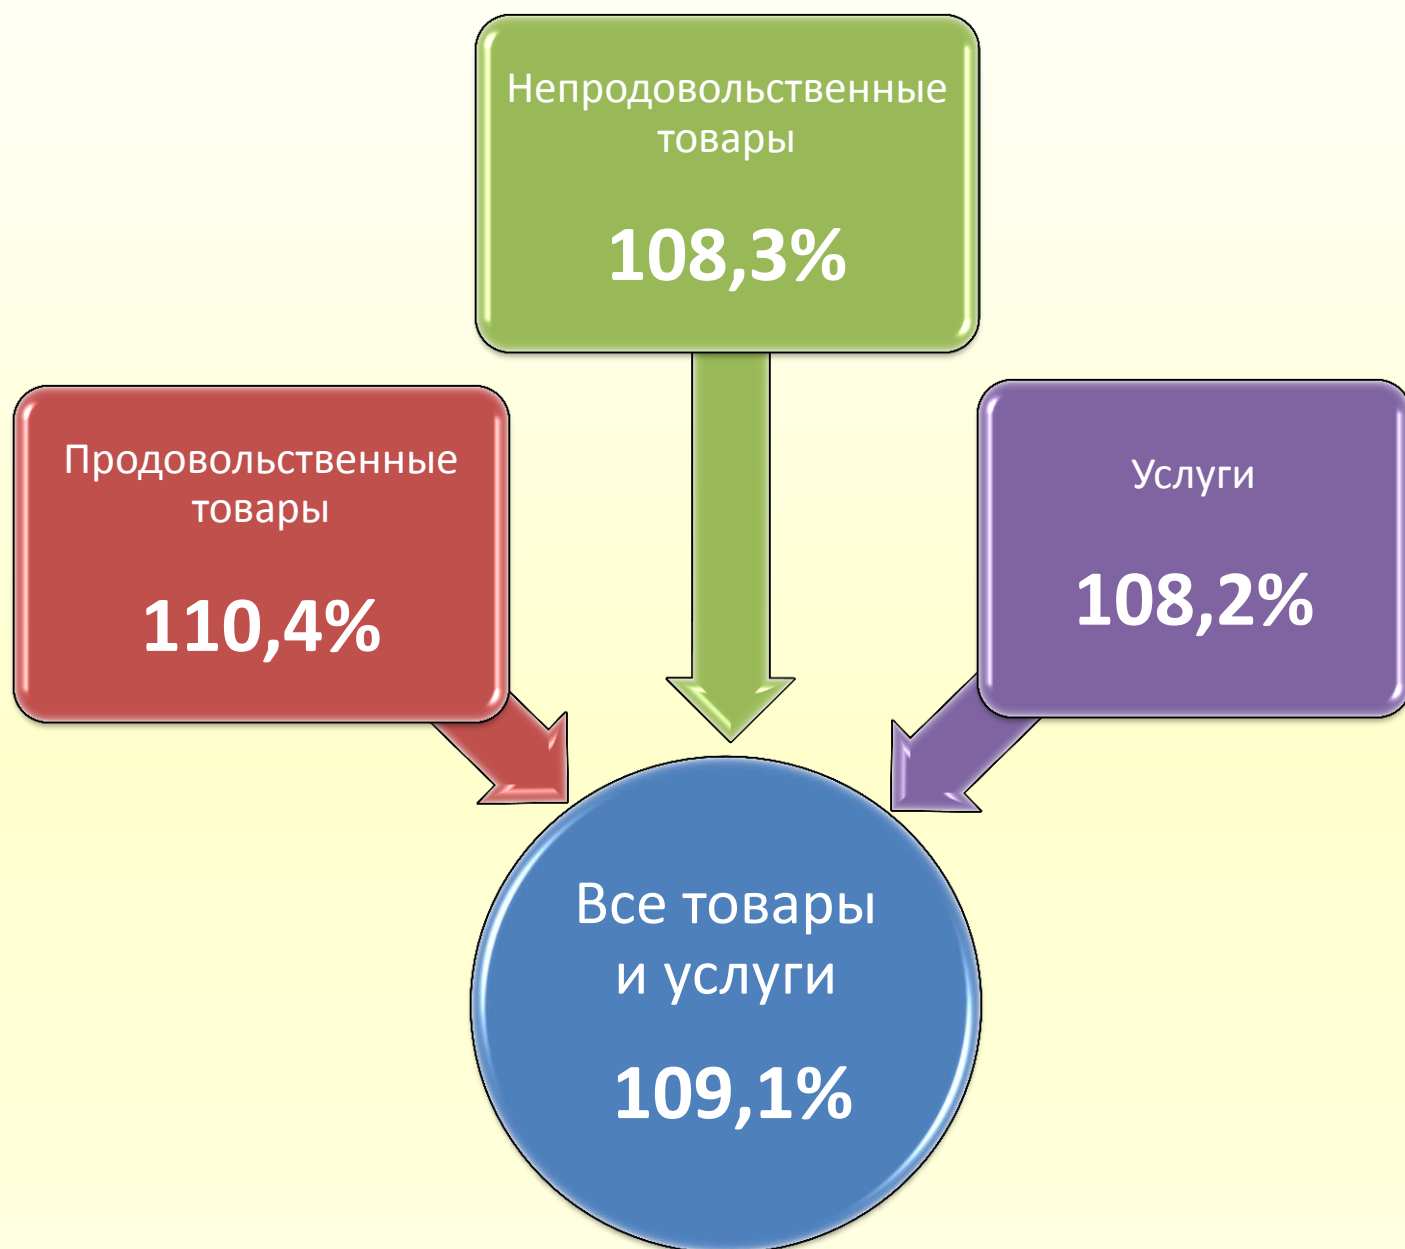 Непродовольственные
товары
108,3%
Продовольственные
товары
110,4%
Услуги
108,2%
Все товары
и услуги
109,1%